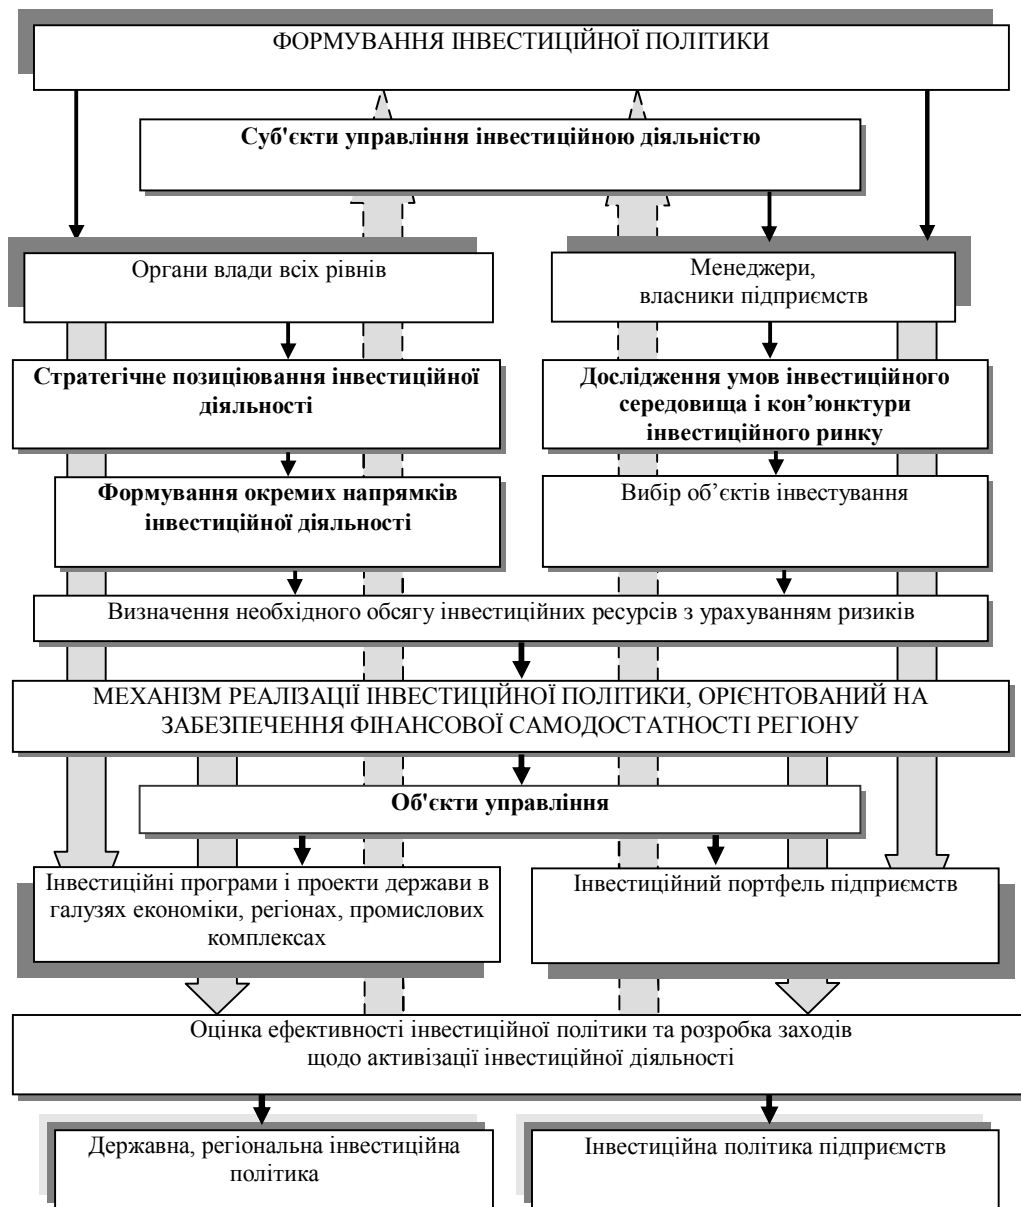 ФОРМУВАННЯ ІНВЕСТИЦІЙНОЇ ПОЛІТИКИ
Суб'єкти управління інвестиційною діяльністю
Органи влади всіх рівнів
Менеджери,
власники підприємств
Стратегічне позиціювання інвестиційної
діяльності
Дослідження умов інвестиційного
середовища і кон’юнктури
інвестиційного ринку
Формування окремих напрямків
інвестиційної діяльності
Вибір об’єктів інвестування
Визначення необхідного обсягу інвестиційних ресурсів з урахуванням ризиків
МЕХАНІЗМ РЕАЛІЗАЦІЇ ІНВЕСТИЦІЙНОЇ ПОЛІТИКИ, ОРІЄНТОВАНИЙ НА
ЗАБЕЗПЕЧЕННЯ ФІНАНСОВОЇ САМОДОСТАТНОСТІ РЕГІОНУ
Об'єкти управління
Інвестиційні програми і проекти держави в
галузях економіки, регіонах, промислових
комплексах
Інвестиційний портфель підприємств
Оцінка ефективності інвестиційної політики та розробка заходів
щодо активізації інвестиційної діяльності
Державна, регіональна інвестиційна
політика
Інвестиційна політика підприємств